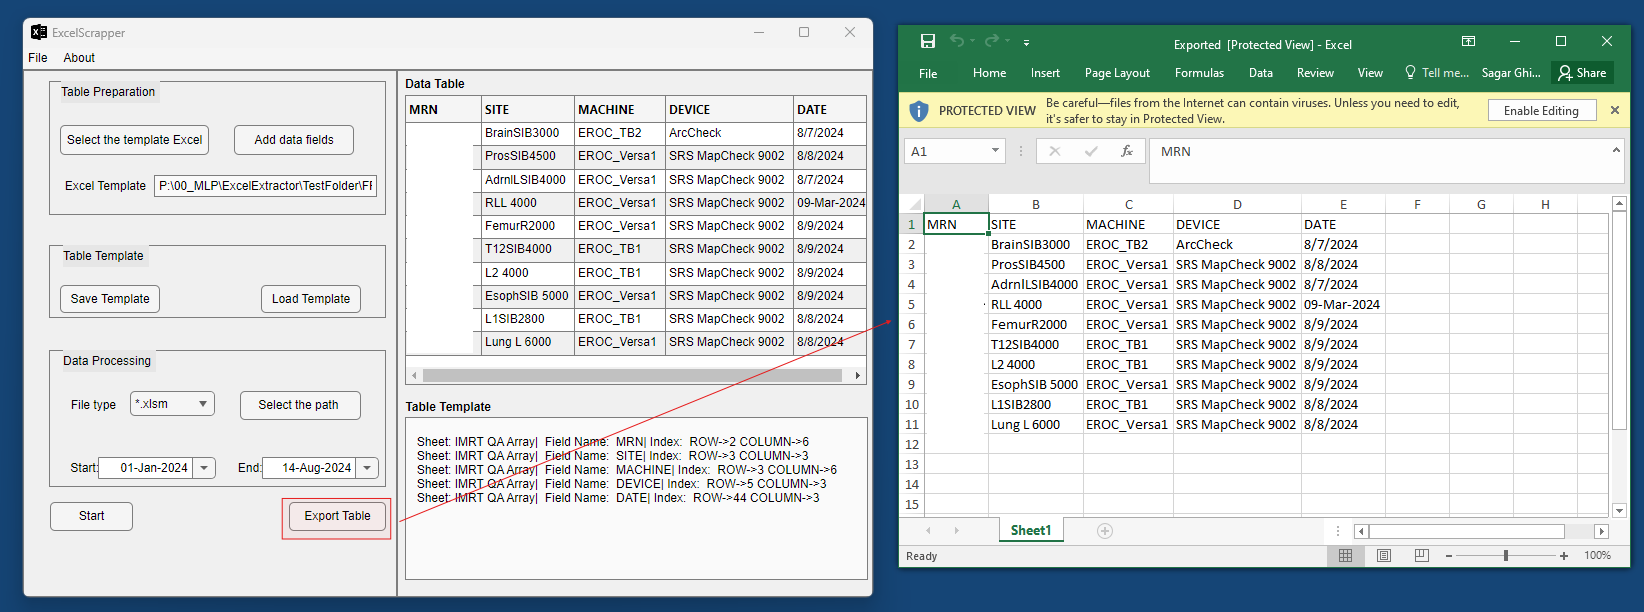 ExcelScrapper
File About
Table Preparation
Select the template Excel Add data fields
Excel Template P:\00_MLP\ExcelExtractor\TestFolder\FF
Table Template
Save Template Load Template
Data Processing
File type *.xlsm Select the path
Start: 01-Jan-2024 End: 14-Aug-2024
Start Export Table
Data Table
MRN SITE MACHINE DEVICE DATE
BrainSIB3000 EROC_TB2 ArcCheck 8/7/2024
ProsSIB4500 EROC_Versa1 SRS MapCheck 9002 8/8/2024
AdrnlLSIB4000 EROC_Versa1 SRS MapCheck 9002 8/7/2024
RLL 4000 EROC_Versa1 SRS MapCheck 9002 09-Mar-2024
FemurR2000 EROC_Versa1 SRS MapCheck 9002 8/9/2024
T12SIB4000 EROC_TB1 SRS MapCheck 9002 8/9/2024
L2 4000 EROC_TB1 SRS MapCheck 9002 8/9/2024
EsophSIB 5000 EROC_Versa1 SRS MapCheck 9002 8/9/2024
L1SIB2800 EROC_TB1 SRS MapCheck 9002 8/8/2024
Lung L 6000 EROC_Versa1 SRS MapCheck 9002 8/8/2024
Table Template
Sheet: IMRT QA Array| Field Name: MRN| Index: ROW->2 COLUMN->6
Sheet: IMRT QA Array| Field Name: SITE| Index: ROW->3 COLUMN->3
Sheet: IMRT QA Array| Field Name: MACHINE| Index: ROW->3 COLUMN->6
Sheet: IMRT QA Array| Field Name: DEVICE| Index: ROW->5 COLUMN->3
Sheet: IMRT QA Array| Field Name: DATE| Index: ROW->44 COLUMN->3
Exported [Protected View] - Excel
File Home Insert Page Layout Formulas Data Review View Tell me... Sagar Ghi... Share
PROTECTED VIEW Be careful—files from the Internet can contain viruses. Unless you need to edit,
it's safer to stay in Protected View. Enable Editing
A1 fx MRN
A B C D E F G H
1 MRN SITE MACHINE DEVICE DATE
2 BrainSIB3000 EROC_TB2 ArcCheck 8/7/2024
3 ProsSIB4500 EROC_Versa1 SRS MapCheck 9002 8/8/2024
4 AdrnlLSIB4000 EROC_Versa1 SRS MapCheck 9002 8/7/2024
5 RLL 4000 EROC_Versa1 SRS MapCheck 9002 09-Mar-2024
6 FemurR2000 EROC_Versa1 SRS MapCheck 9002 8/9/2024
7 T12SIB4000 EROC_TB1 SRS MapCheck 9002 8/9/2024
8 L2 4000 EROC_TB1 SRS MapCheck 9002 8/9/2024
9 EsophSIB 5000 EROC_Versa1 SRS MapCheck 9002 8/9/2024
10 L1SIB2800 EROC_TB1 SRS MapCheck 9002 8/8/2024
11 Lung L 6000 EROC_Versa1 SRS MapCheck 9002 8/8/2024
12
13
14
15
Sheet1
Ready 100%